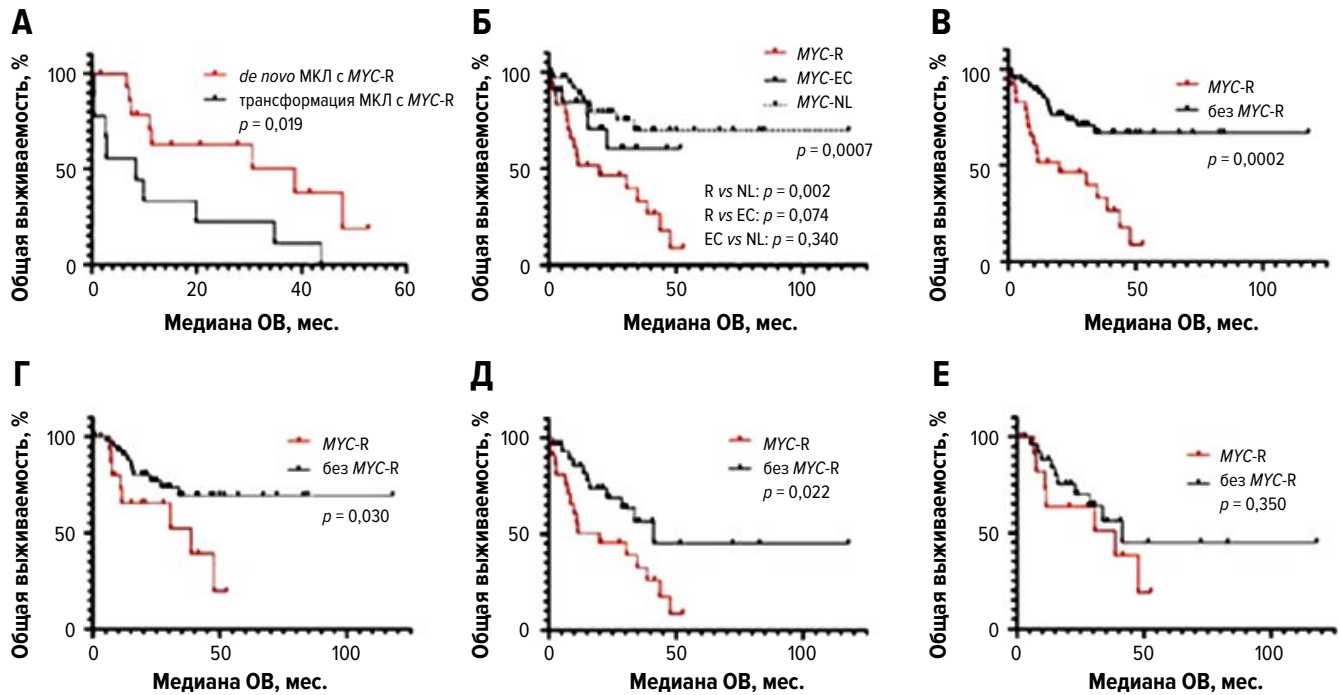 А
Общая выживаемость, %
100
50
0
de novo МКЛ с MYC-R
трансформация МКЛ с MYC-R
p = 0,019
0 20 40 60
Медиана ОВ, мес.
Б
Общая выживаемость, %
100
50
0
MYC-R
MYC-EC
MYC-NL
p = 0,0007
R vs NL: p = 0,002
R vs EC: p = 0,074
EC vs NL: p = 0,340
0 50 100
Медиана ОВ, мес.
В
Общая выживаемость, %
100
50
0
MYC-R
без MYC-R
p = 0,0002
0 50 100
Медиана ОВ, мес.
Г
Общая выживаемость, %
100
50
0
MYC-R
без MYC-R
p = 0,030
0 50 100
Медиана ОВ, мес.
Д
Общая выживаемость, %
100
50
0
MYC-R
без MYC-R
p = 0,022
0 50 100
Медиана ОВ, мес.
Е
Общая выживаемость, %
100
50
0
MYC-R
без MYC-R
p = 0,350
0 50 100
Медиана ОВ, мес.